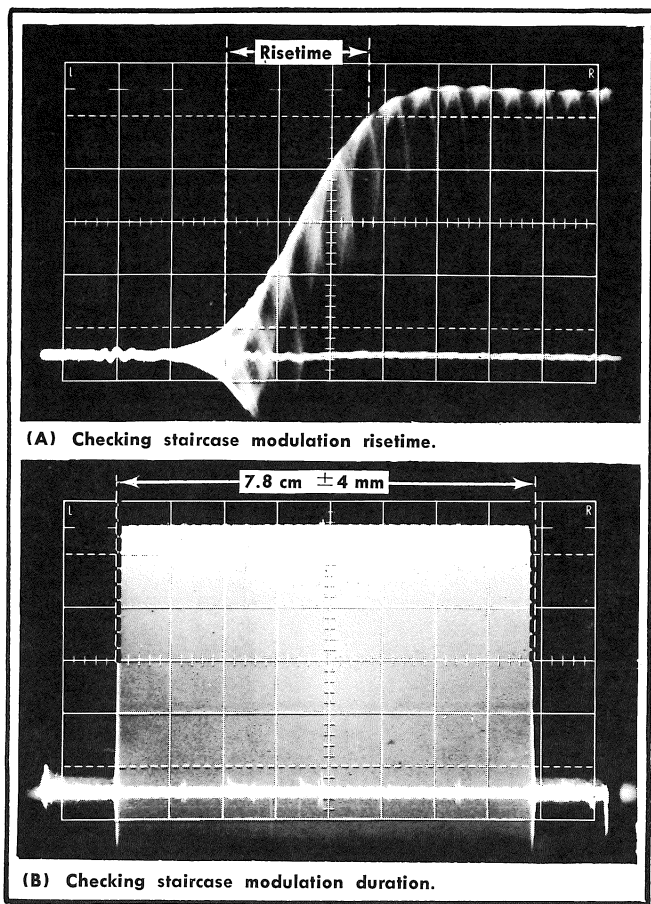 Risetime
L R
(A) Checking staircase modulation risetime.
7.8 cm ±4 mm
L R
(B) Checking staircase modulation duration.